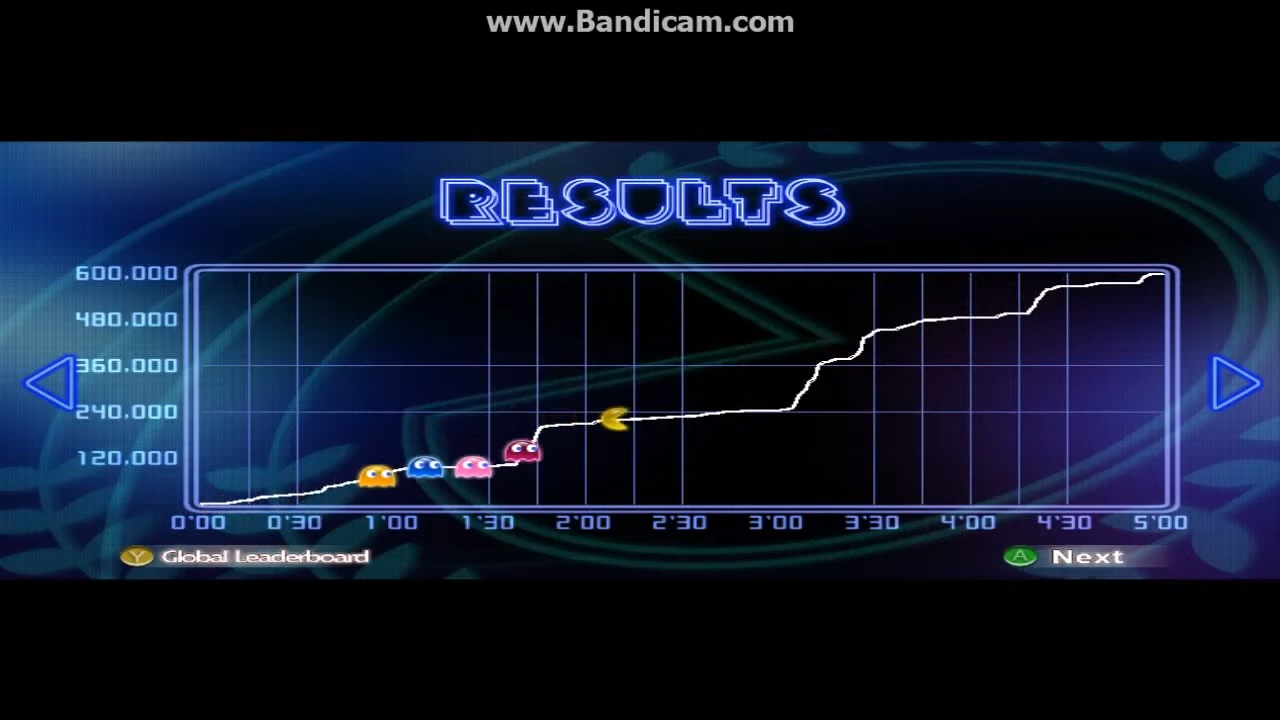 www.Bandicam.com
RESULTS
600,000
480,000
360,000
240,000
120,000
0'00 0'30 1'00 1'30 2'00 2'30 3'00 3'30 4'00 4'30 5'00
Y Global Leaderboard
A Next